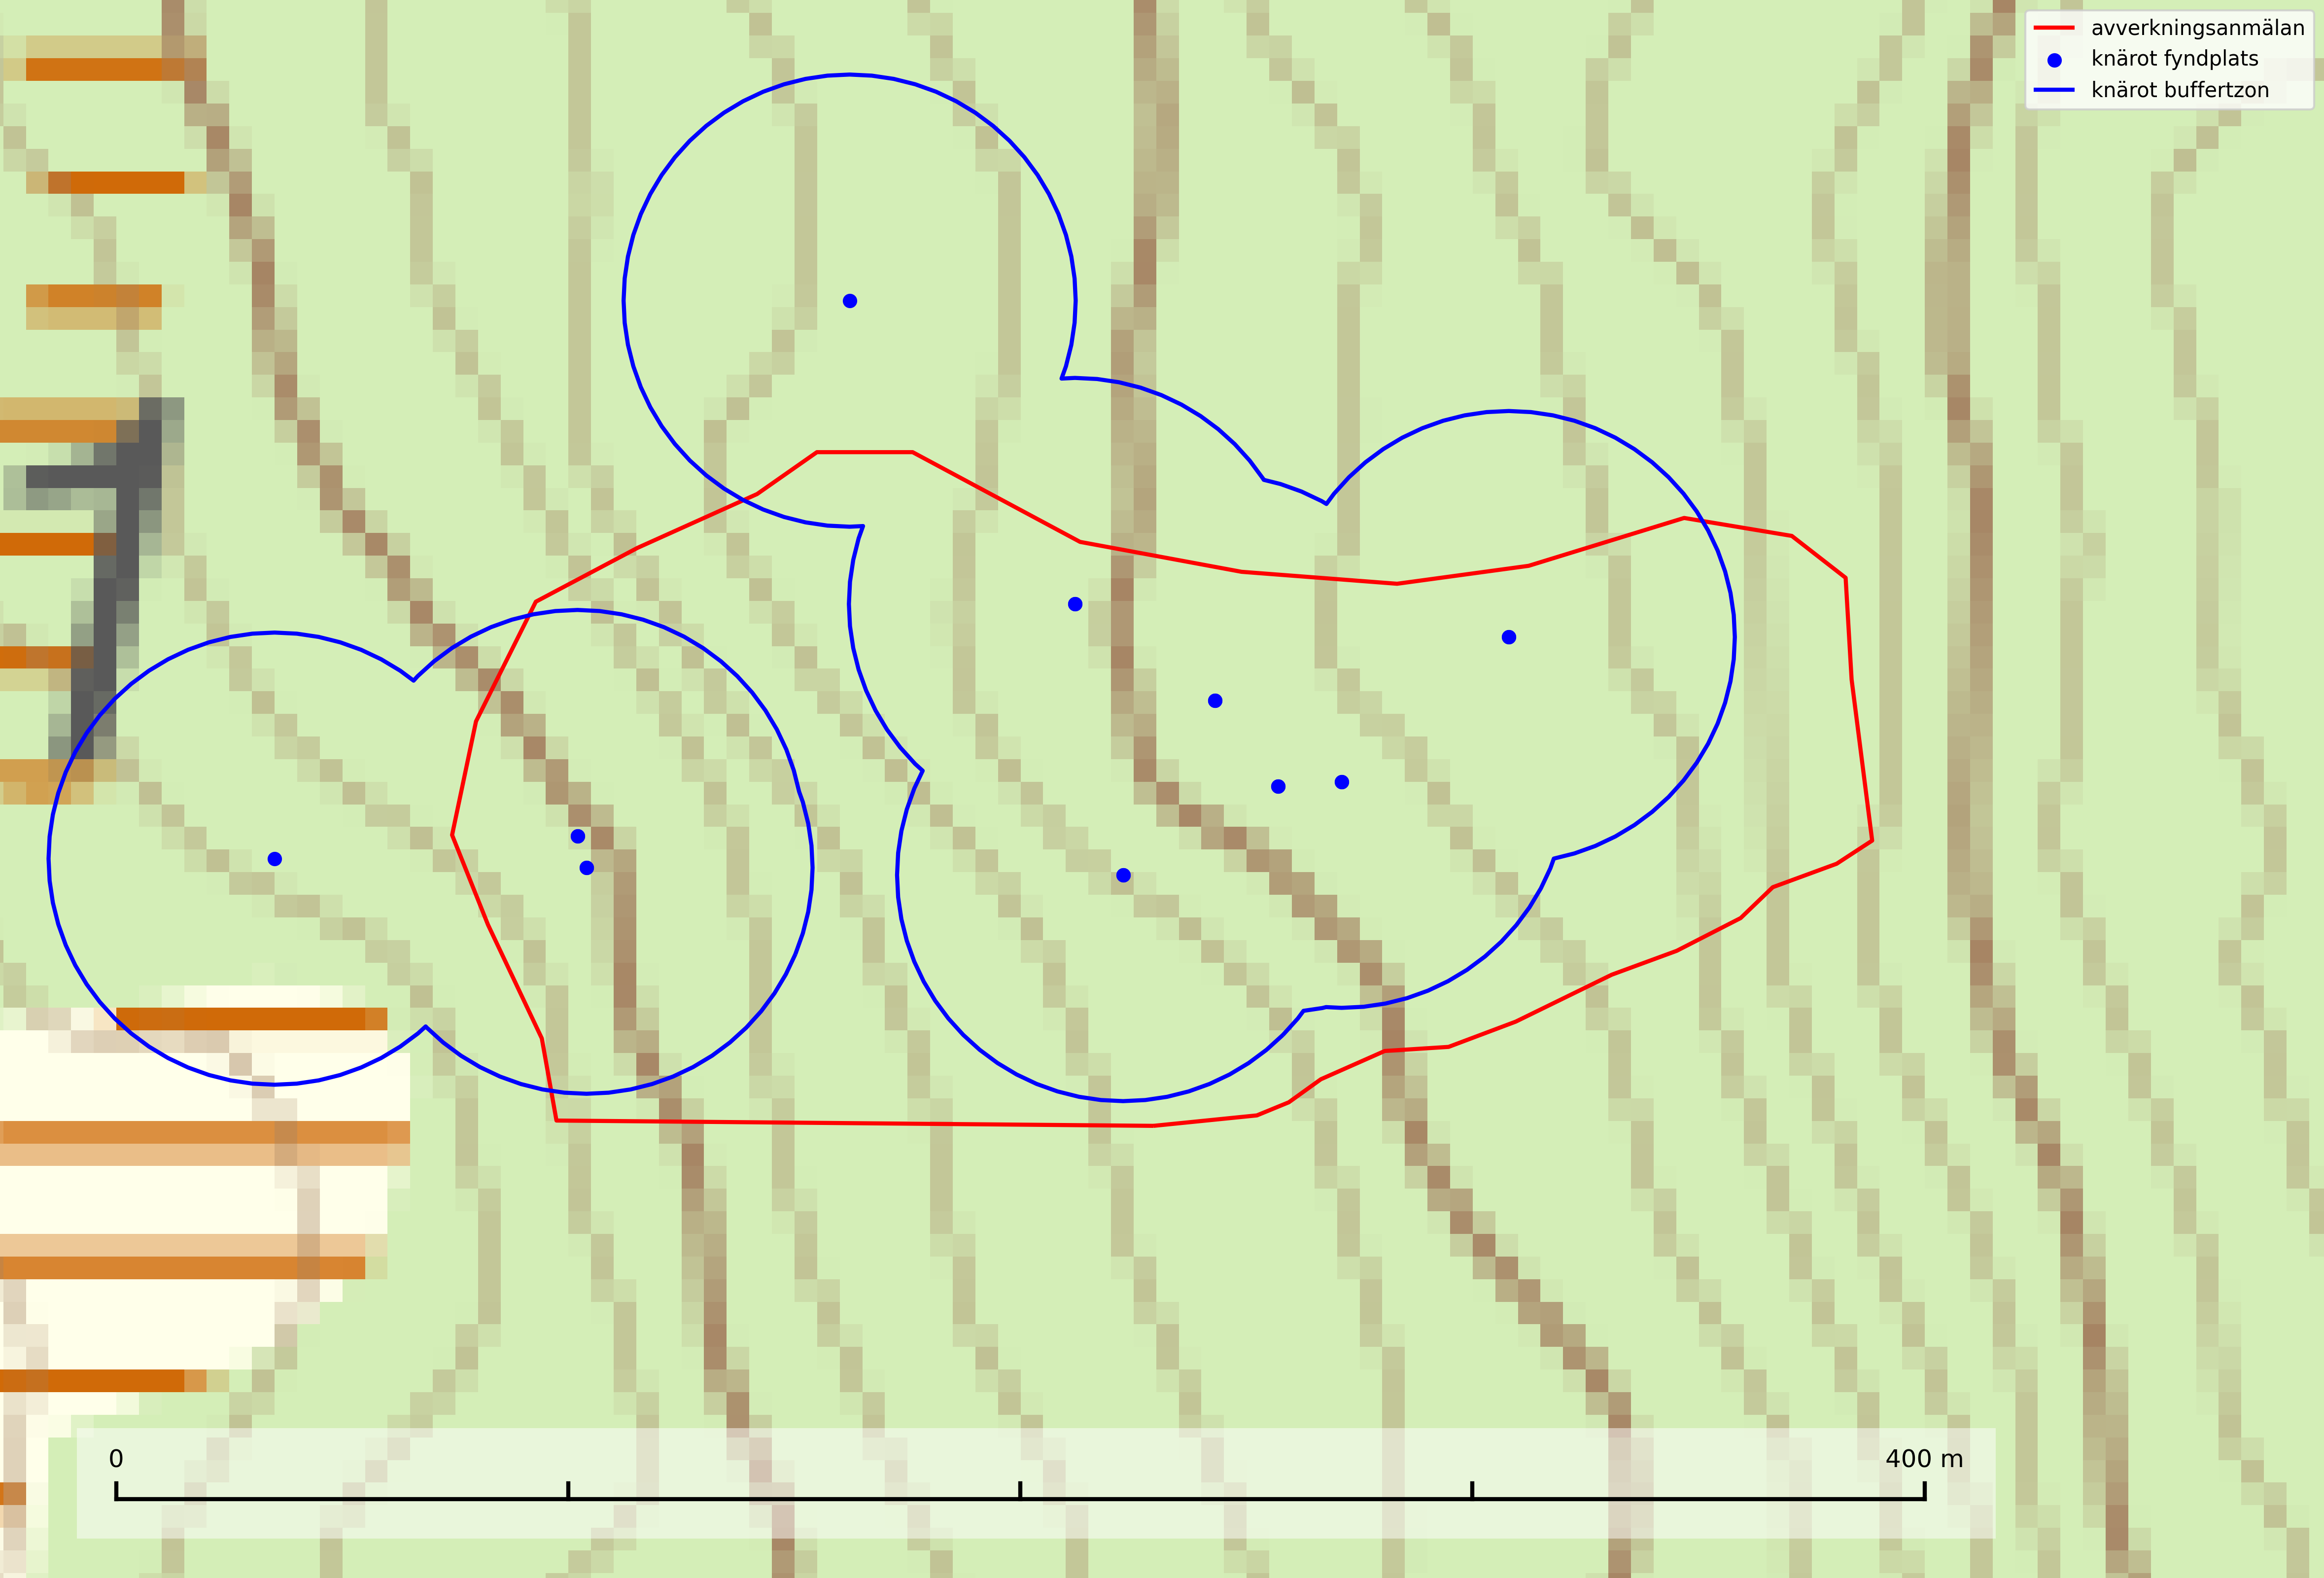 avverkningsanmälan
knärot fyndplats
knärot buffertzon
0
400 m